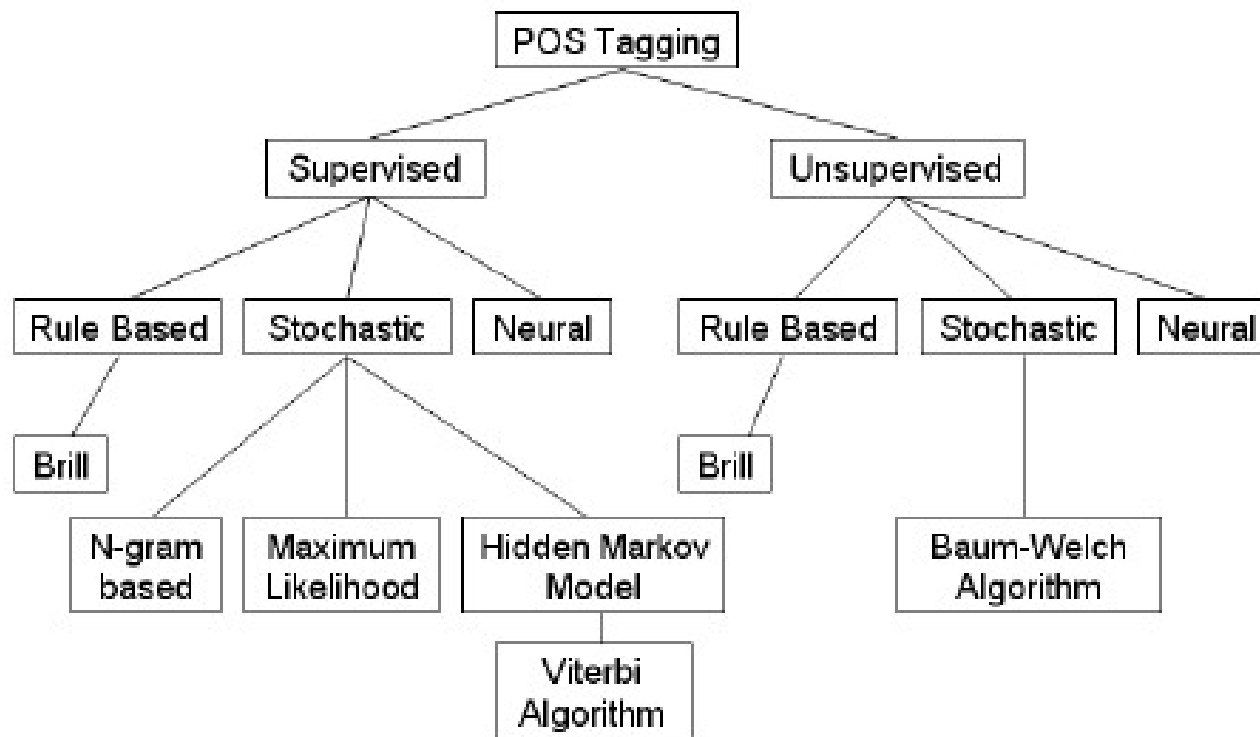 POS Tagging
Supervised
Unsupervised
Rule Based
Stochastic
Neural
Rule Based
Stochastic
Neural
Brill
Brill
N-gram
based
Maximum
Likelihood
Hidden Markov
Model
Baum-Welch
Algorithm
Viterbi
Algorithm